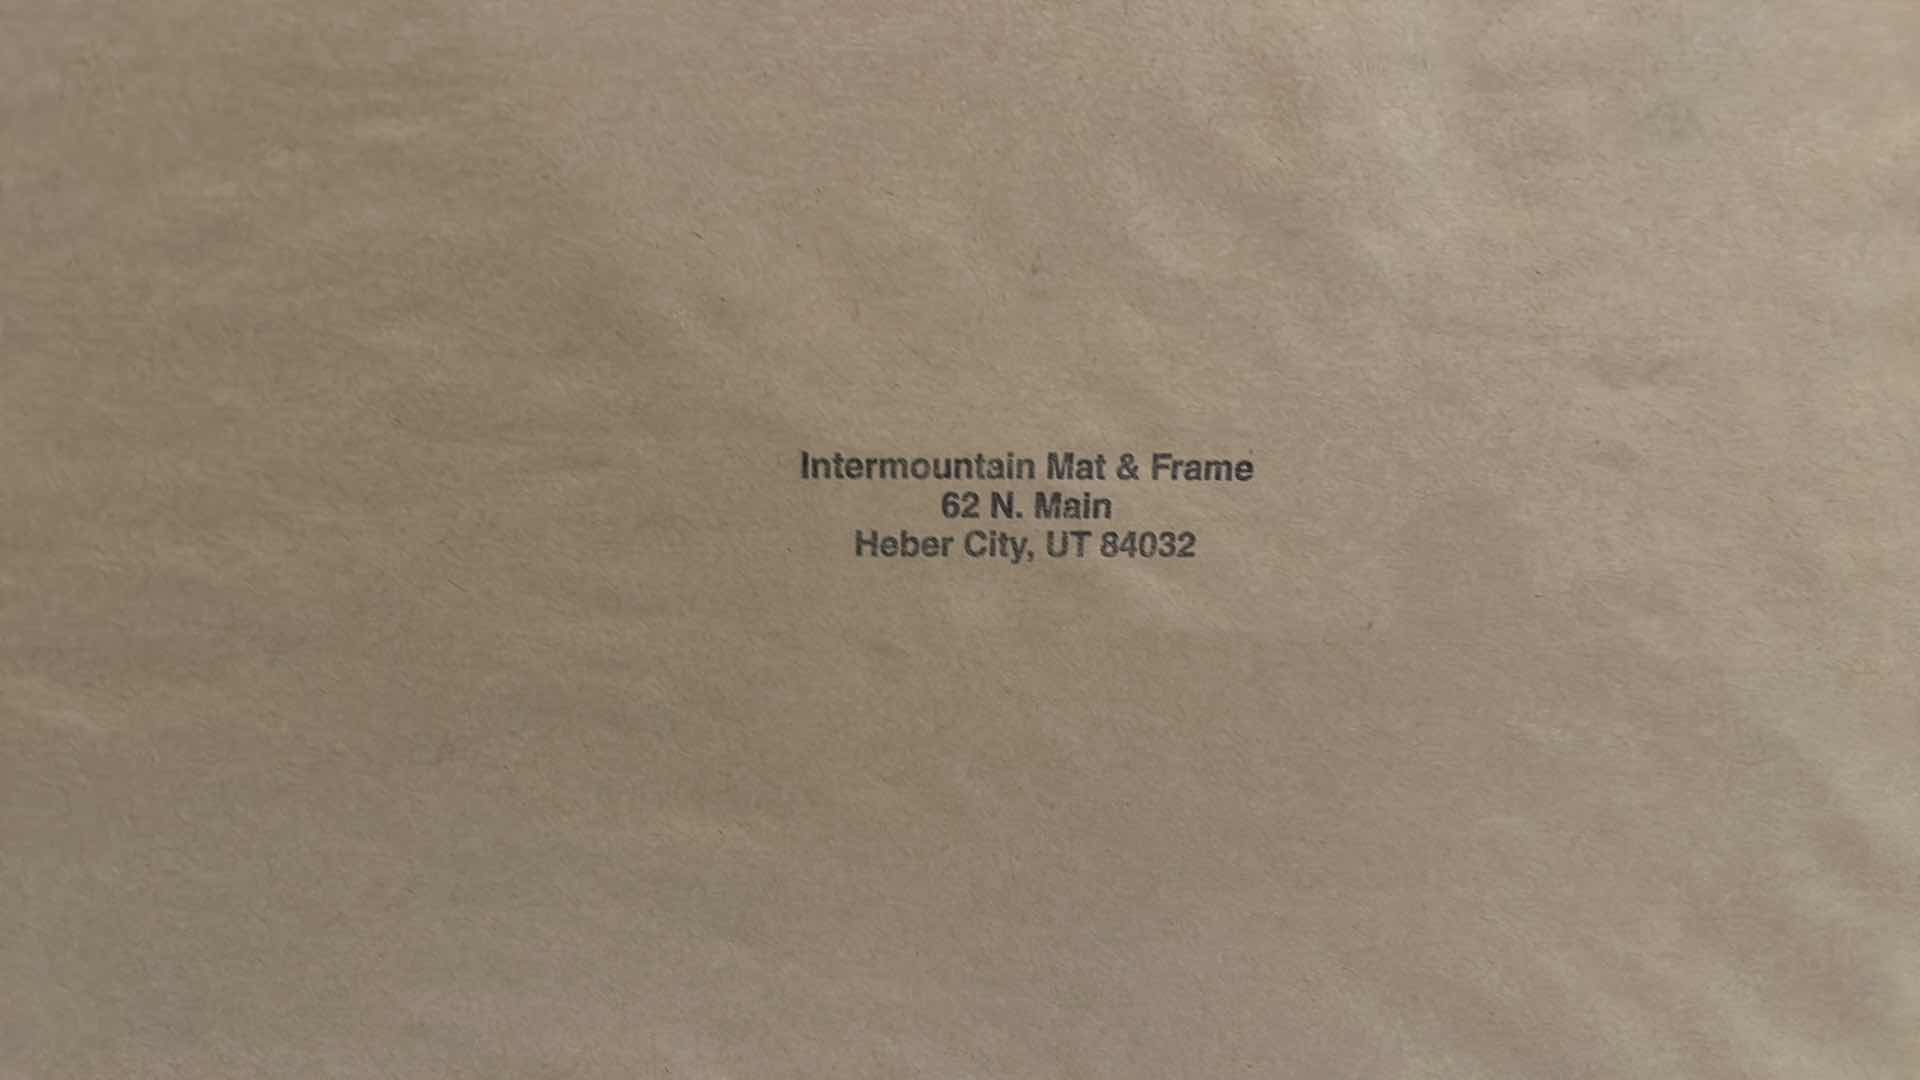 Intermountain Mat & Frame
62 N. Main
Heber City, UT 84032